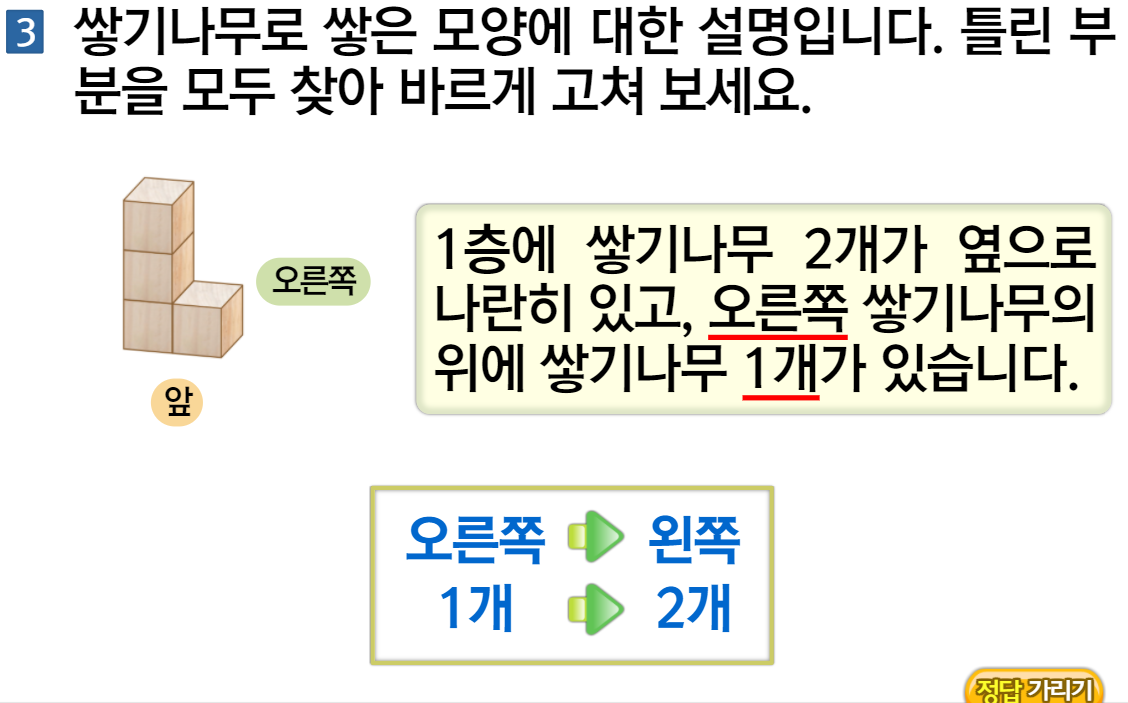 3 쌓기나무로 쌓은 모양에 대한 설명입니다. 틀린 부
분을 모두 찾아 바르게 고쳐 보세요.
오른쪽
앞
1층에 쌓기나무 2개가 옆으로
나란히 있고, 오른쪽 쌓기나무의
위에 쌓기나무 1개가 있습니다.
오른쪽 왼쪽
1개 2개
정답 가리기